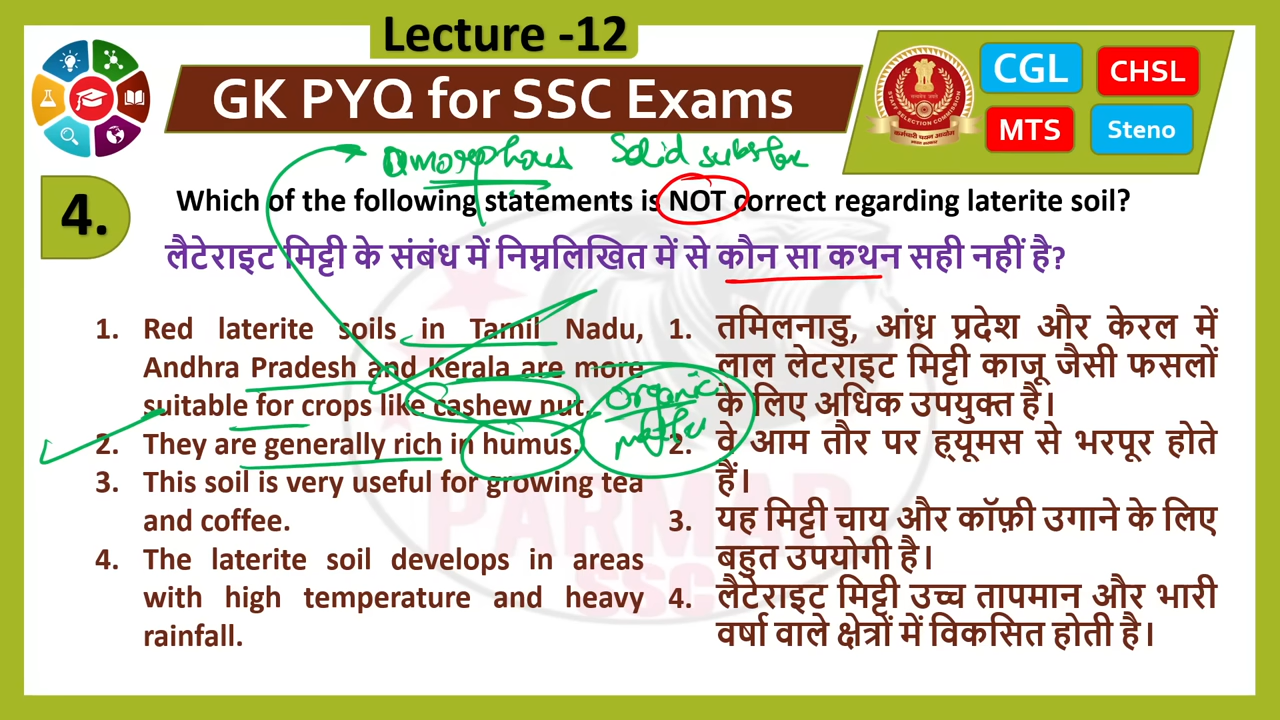 Lecture -12
GK PYQ for SSC Exams
CGL
CHSL
MTS
Steno
amorphous solid
4.
Which of the following statements is NOT correct regarding laterite soil?
लैटेराइट मिट्टी के संबंध में निम्नलिखित में से कौन सा कथन सही नहीं है?
1. Red laterite soils in Tamil Nadu,
Andhra Pradesh and Kerala are more
suitable for crops like cashew nut.
organic
matter
2. They are generally rich in humus.
3. This soil is very useful for growing tea
and coffee.
4. The laterite soil develops in areas
with high temperature and heavy
rainfall.
1. तमिलनाडु, आंध्र प्रदेश और केरल में
लाल लेटराइट मिट्टी काजू जैसी फसलों
के लिए अधिक उपयुक्त है।
2. वे आम तौर पर ह्यूमस से भरपूर होते
हैं।
3. यह मिट्टी चाय और कॉफ़ी उगाने के लिए
बहुत उपयोगी है।
4. लैटेराइट मिट्टी उच्च तापमान और भारी
वर्षा वाले क्षेत्रों में विकसित होती है।
PARMAR
SSC